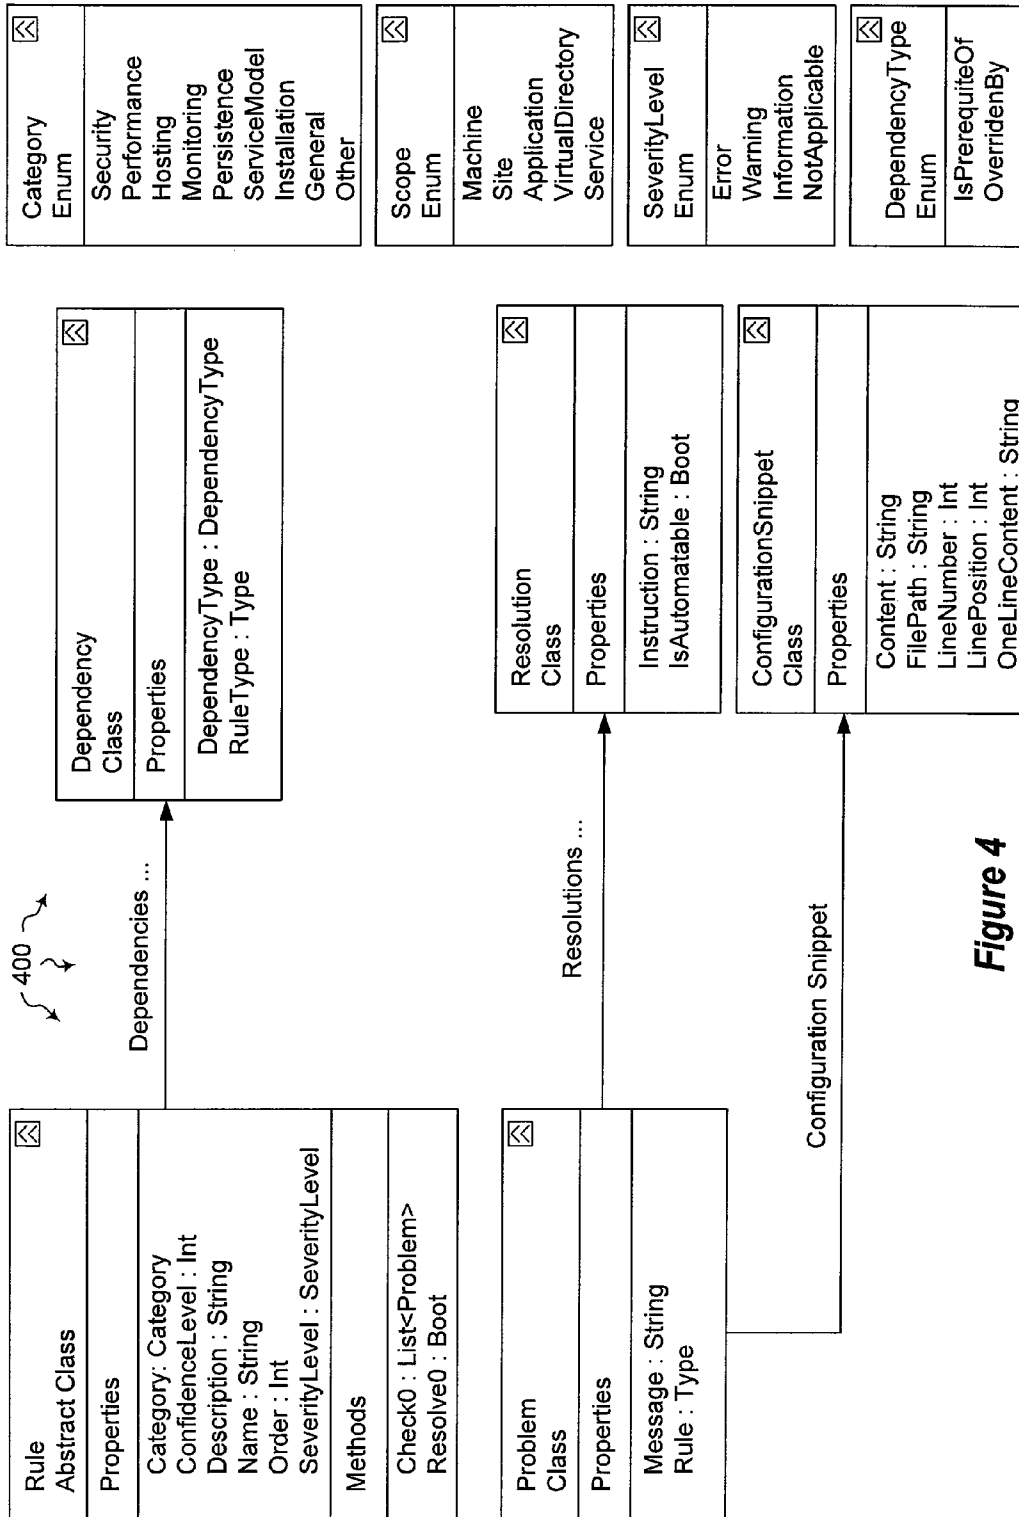 400
Rule
Abstract Class
Properties
Category: Category
ConfidenceLevel : Int
Description : String
Name : String
Order : Int
SeverityLevel : SeverityLevel
Methods
Check0 : List<Problem>
Resolve0 : Boot
Dependencies ...
Dependency
Class
Properties
DependencyType : DependencyType
RuleType : Type
Category
Enum
Security
Performance
Hosting
Monitoring
Persistence
ServiceModel
Installation
General
Other
Scope
Enum
Machine
Site
Application
VirtualDirectory
Service
Problem
Class
Properties
Message : String
Rule : Type
Resolutions ...
Resolution
Class
Properties
Instruction : String
IsAutomatable : Boot
Configuration Snippet
ConfigurationSnippet
Class
Properties
Content : String
FilePath : String
LineNumber : Int
LinePosition : Int
OneLineContent : String
SeverityLevel
Enum
Error
Warning
Information
NotApplicable
DependencyType
Enum
IsPrerequiteOf
OverridenBy
Figure 4